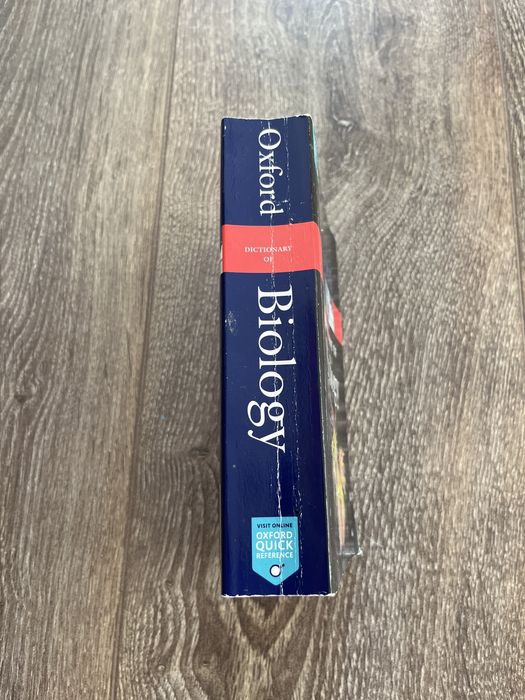 Oxford
DICTIONARY
OF
Biology
VISIT ONLINE
OXFORD
QUICK
REFERENCE